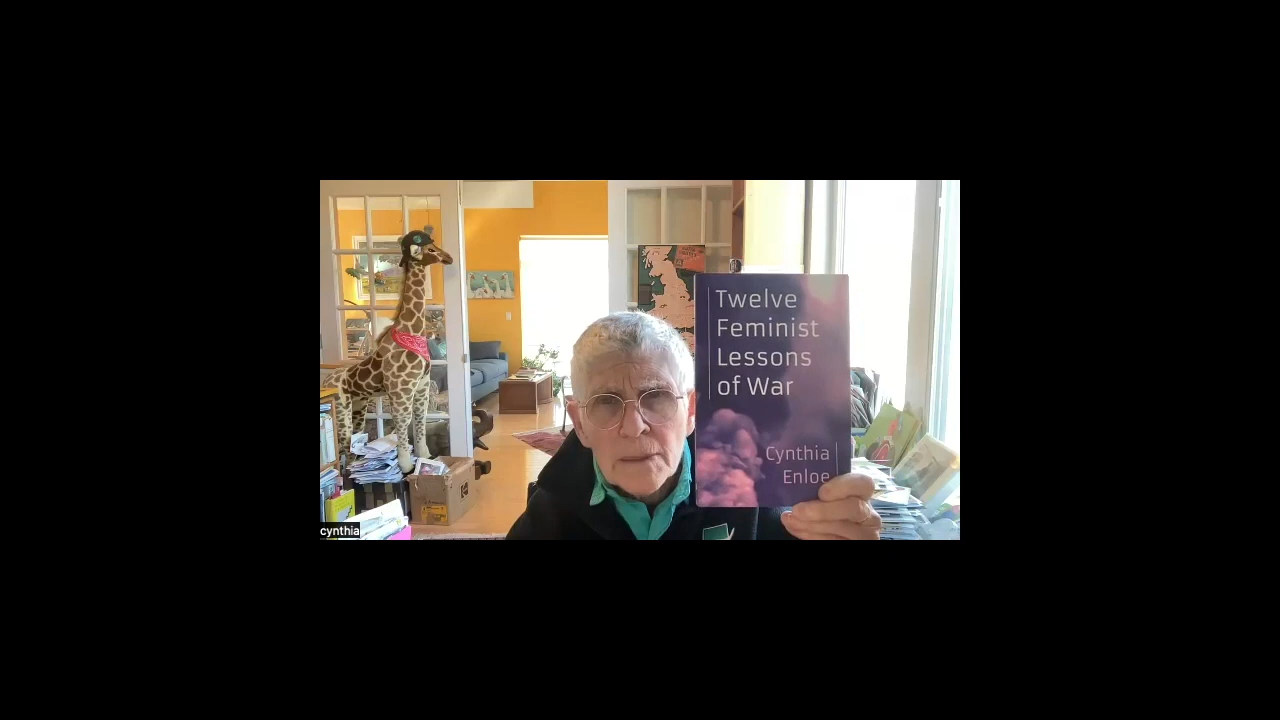 Twelve
Feminist
Lessons
of War
Cynthia
Enloe
cynthia